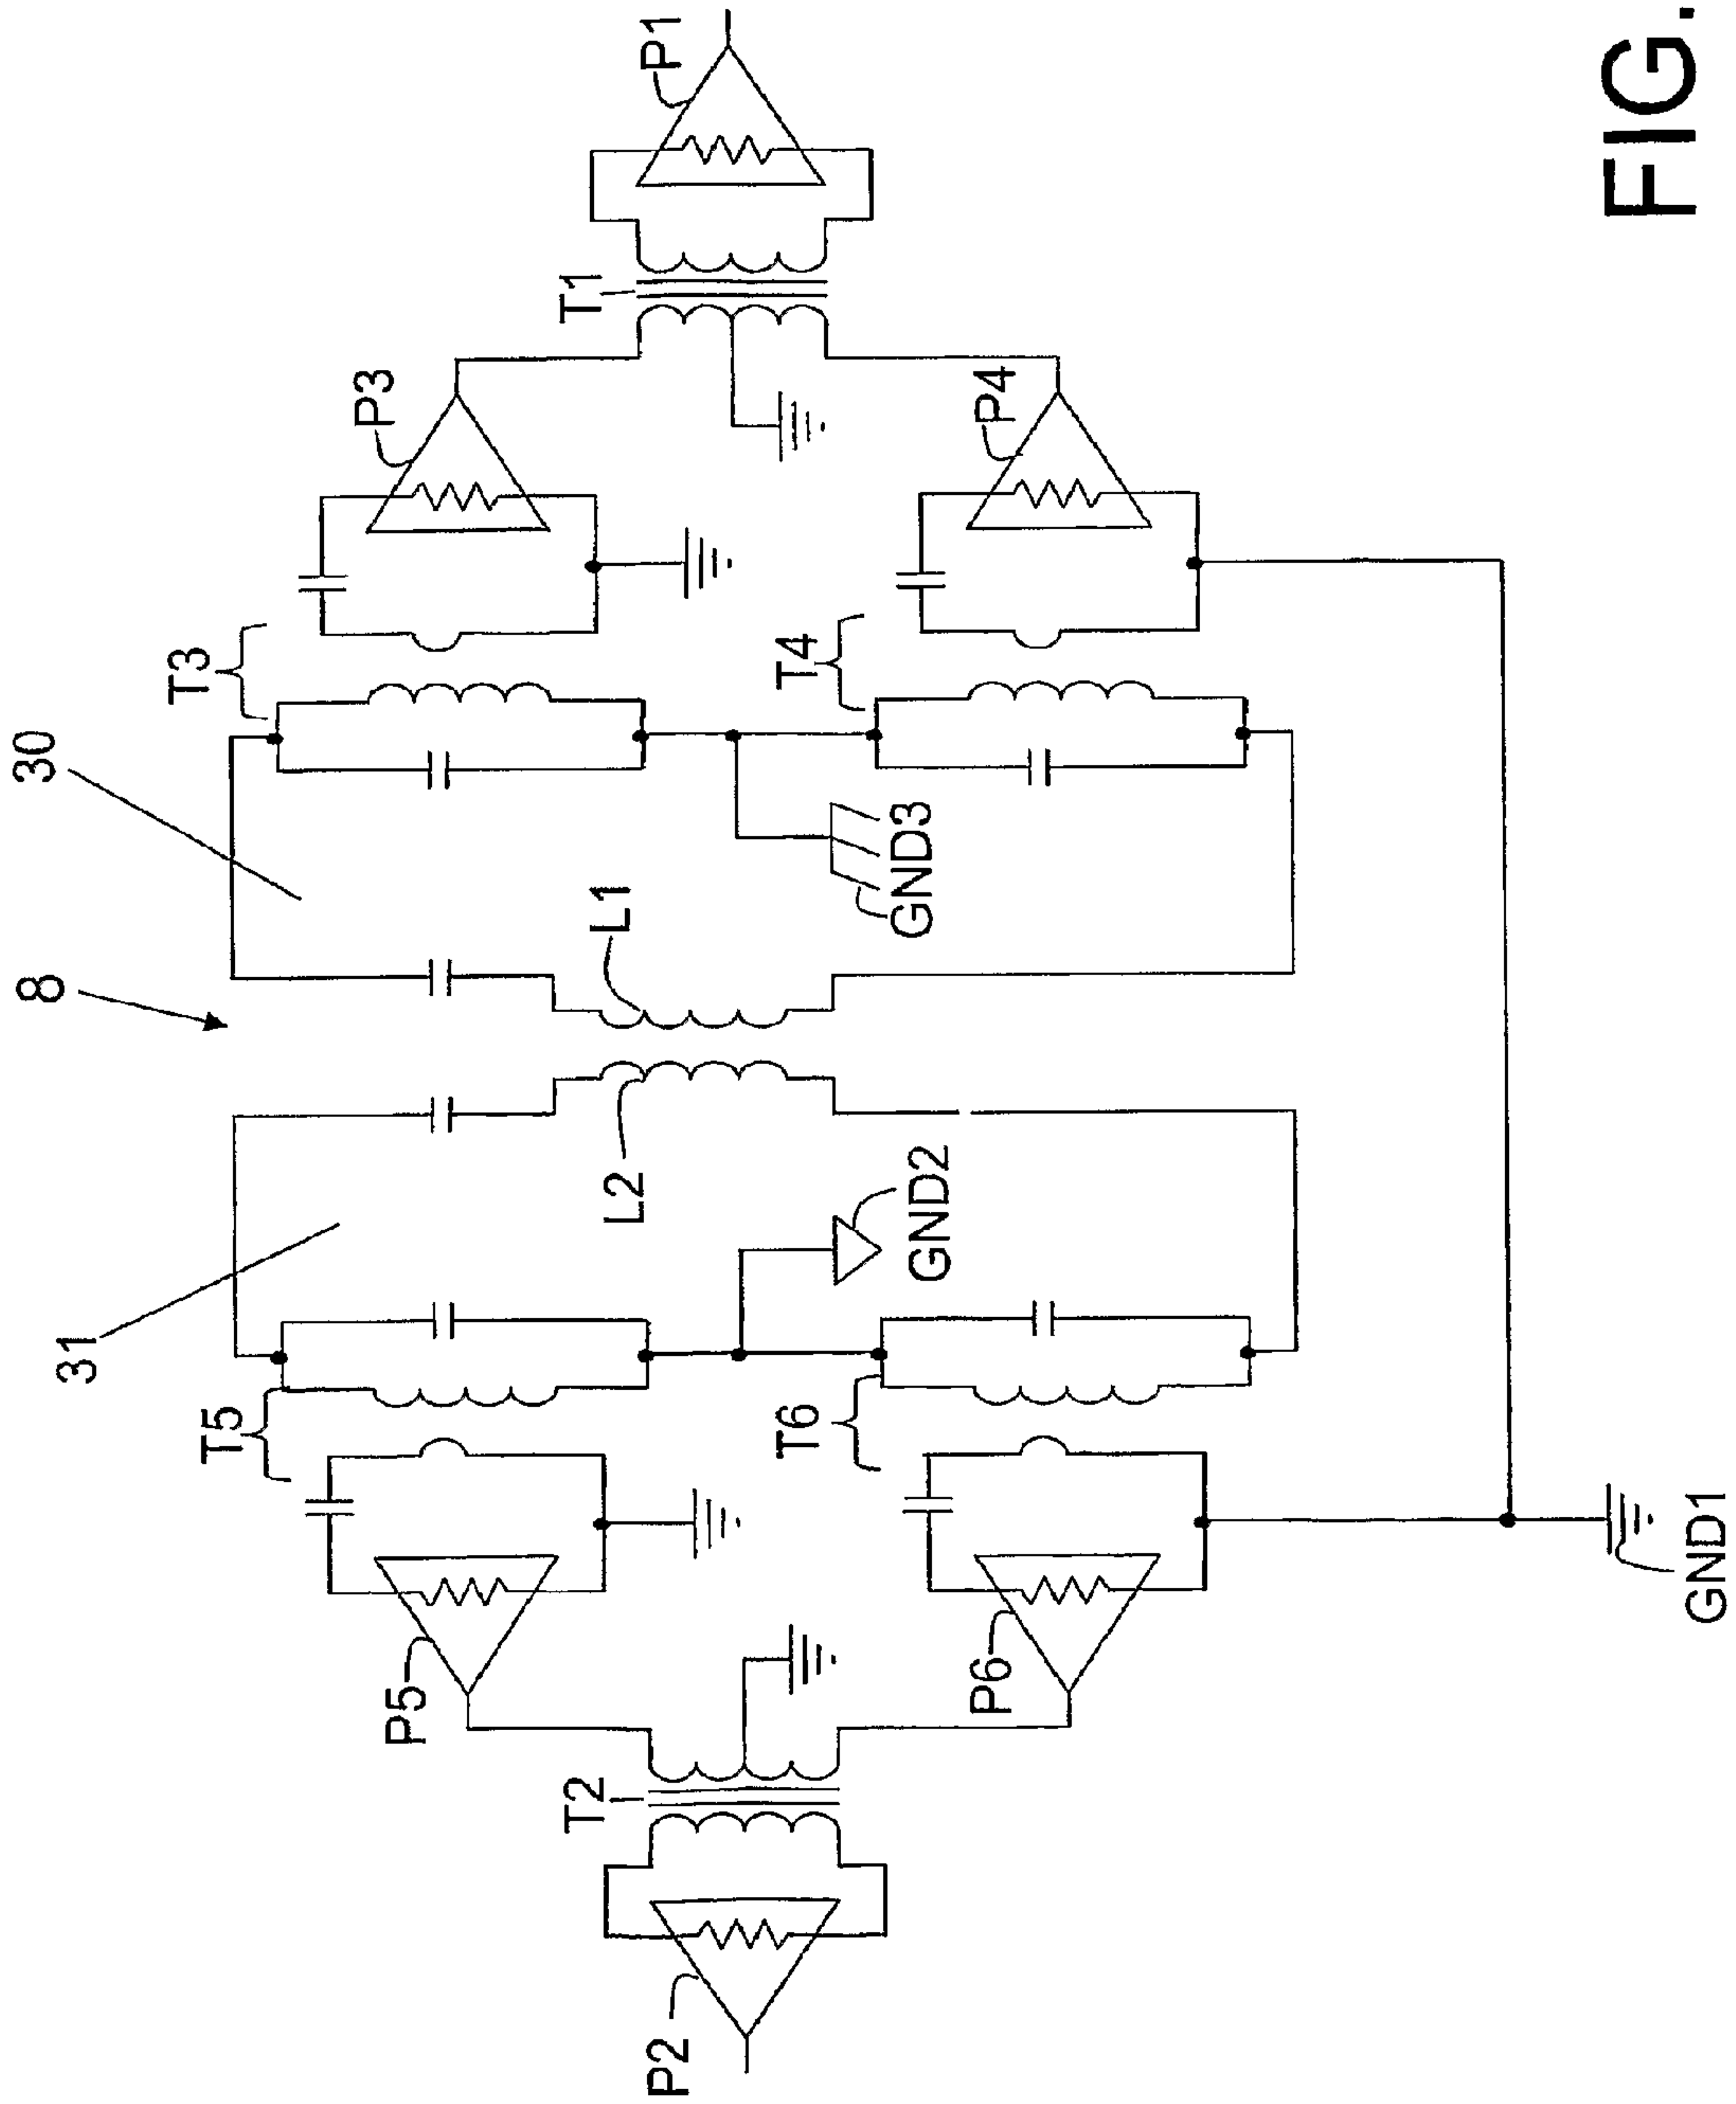 30
8
31
T3
T5
P3
P5
L1
L2
GND3
GND2
T1
T2
P1
P2
T4
T6
P4
P6
GND1
FIG.